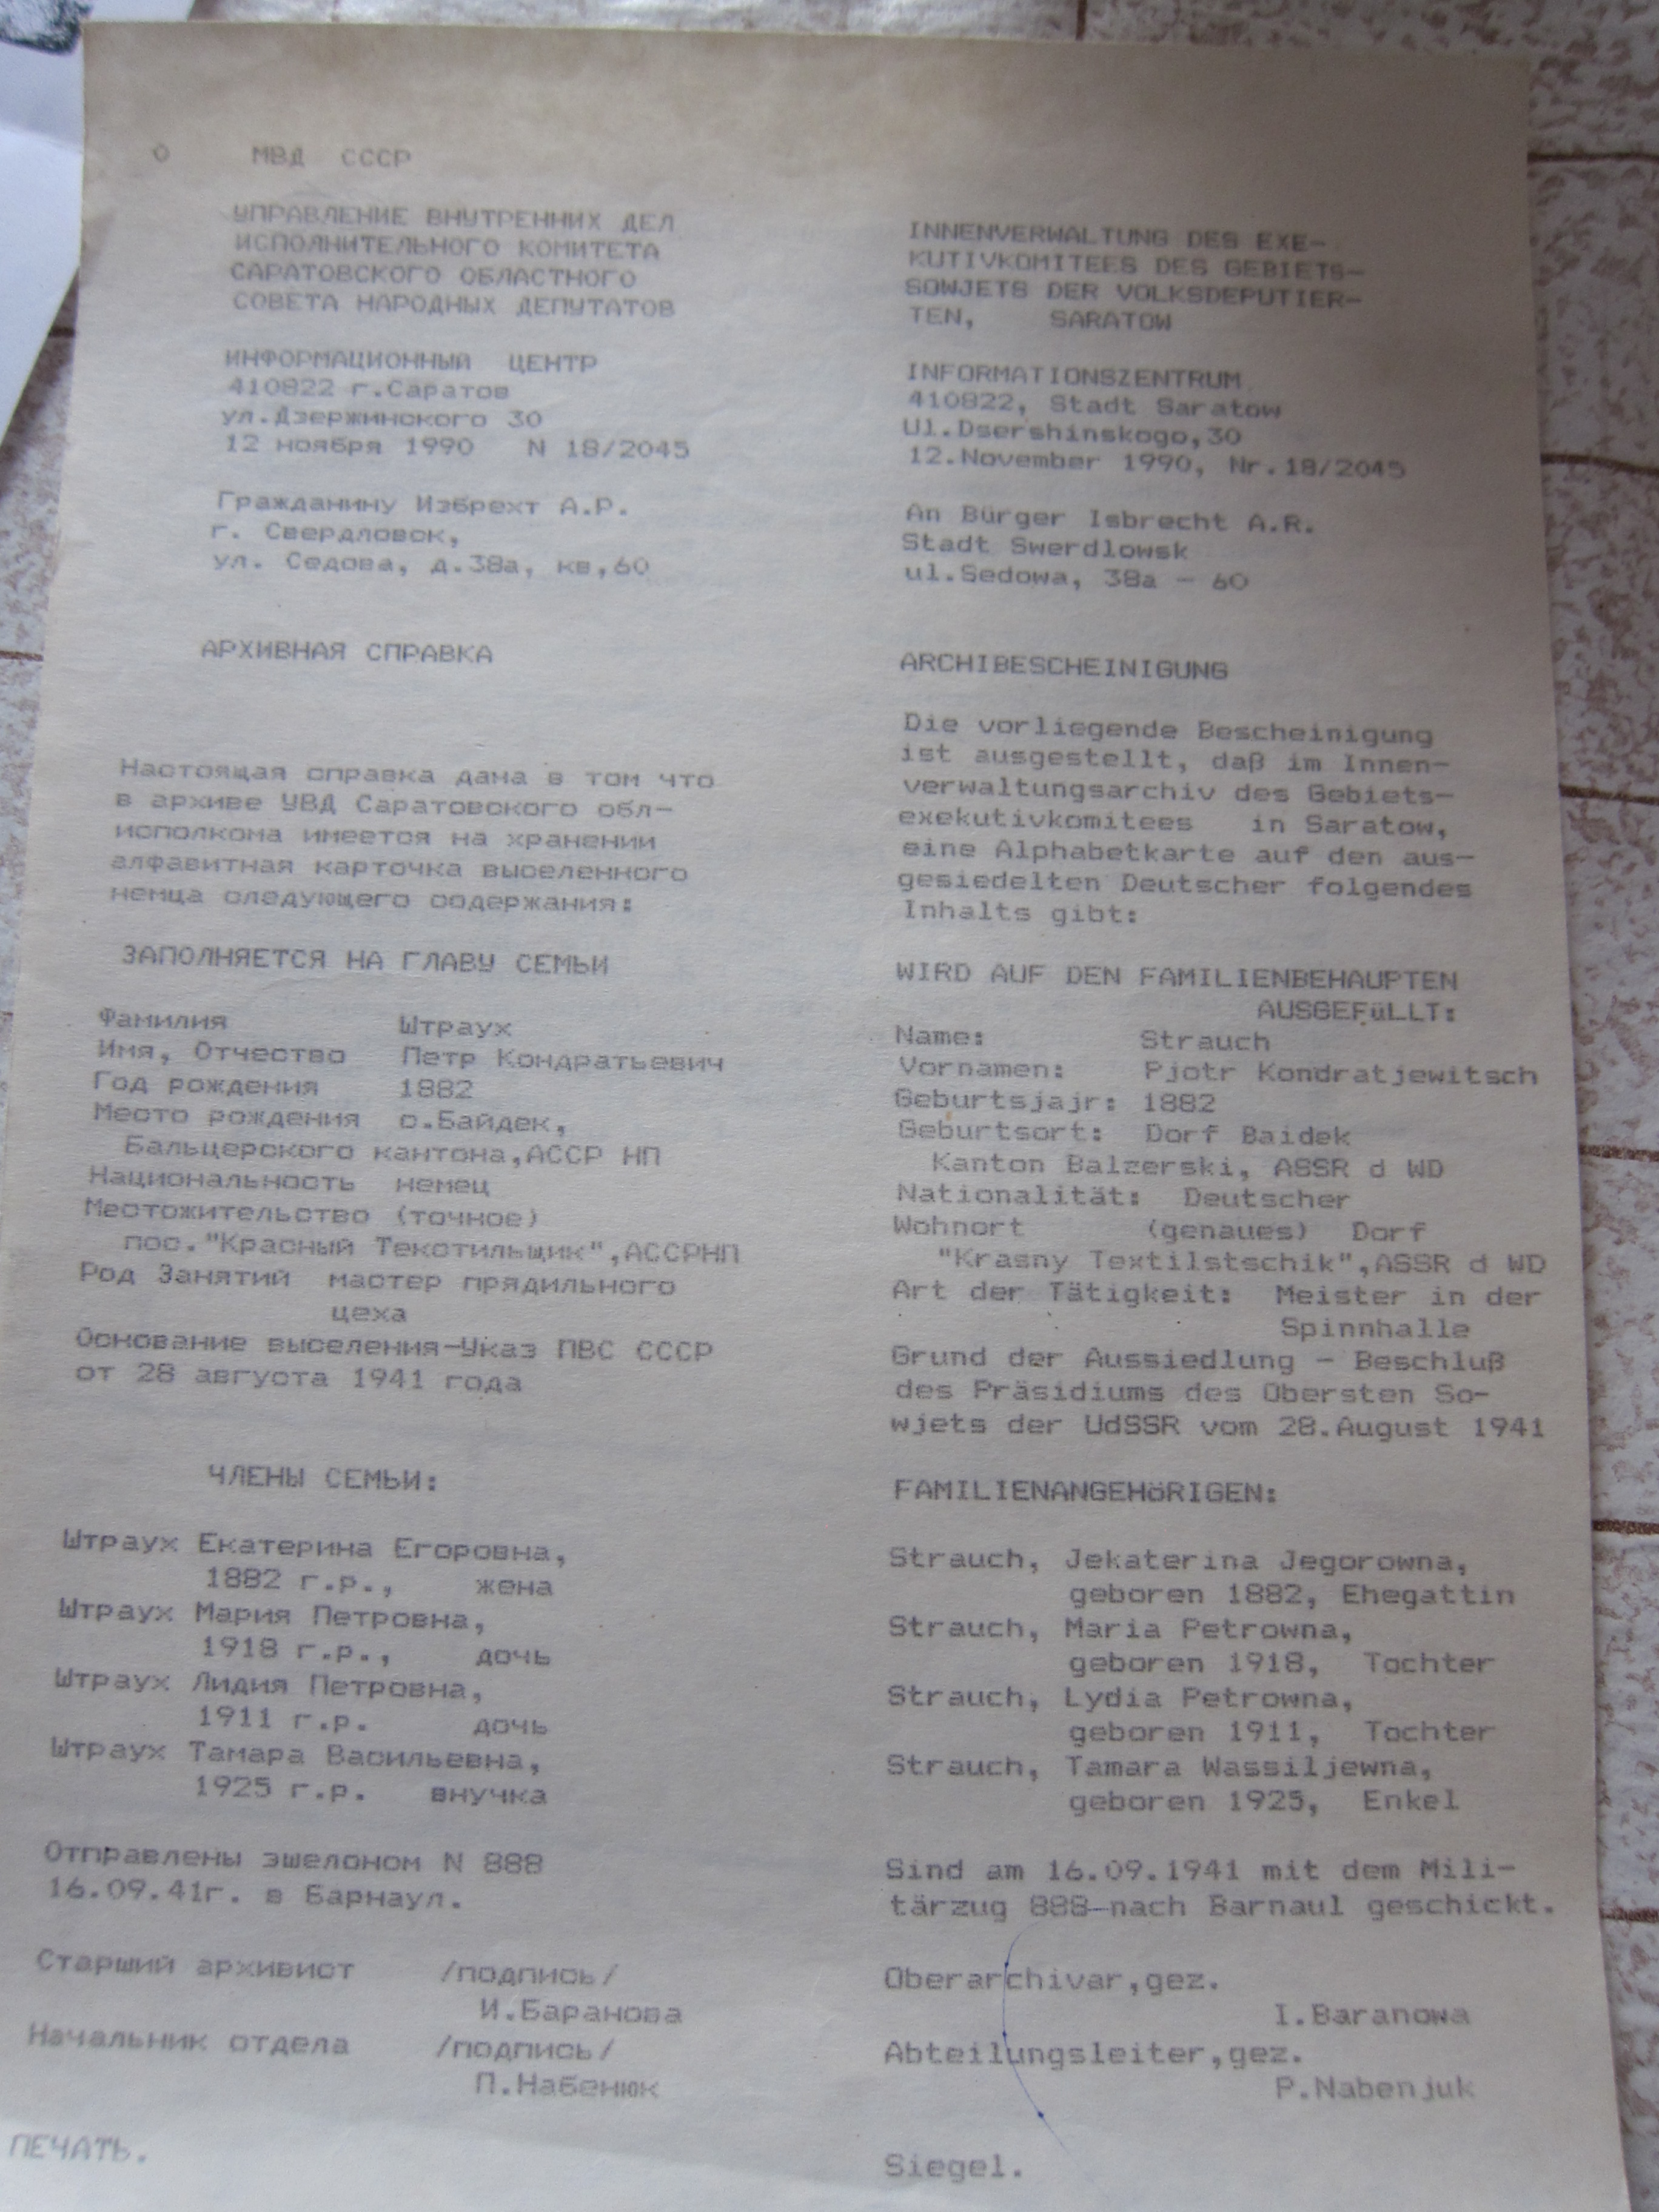 МВД СССР
УПРАВЛЕНИЕ ВНУТРЕННИХ ДЕЛ
ИСПОЛНИТЕЛЬНОГО КОМИТЕТА
САРАТОВСКОГО ОБЛАСТНОГО
СОВЕТА НАРОДНЫХ ДЕПУТАТОВ
ИНФОРМАЦИОННЫЙ ЦЕНТР
410822 г.Саратов
ул.Дзержинского 30
12 ноября 1990 N 18/2045
Гражданину Избрехт А.Р.
г. Свердловск,
ул. Седова, д.38а, кв,60
АРХИВНАЯ СПРАВКА
Настоящая справка дана в том что
в архиве УВД Саратовского обл-
исполкома имеется на хранении
алфавитная карточка выселенного
немца следующего содержания:
ЗАПОЛНЯЕТСЯ НА ГЛАВУ СЕМЬИ
Фамилия Штраух
Имя, Отчество Петр Кондратьевич
Год рождения 1882
Место рождения с.Байдек,
Бальцерского кантона,АССР НП
Национальность немец
Местожительство (точное)
пос."Красный Текстильщик",АССРНП
Род Занятий мастер прядильного
цеха
Основание выселения-Указ ПВС СССР
от 28 августа 1941 года
ЧЛЕНЫ СЕМЬИ:
Штраух Екатерина Егоровна,
1882 г.р., жена
Штраух Мария Петровна,
1918 г.р., дочь
Штраух Лидия Петровна,
1911 г.р. дочь
Штраух Тамара Васильевна,
1925 г.р. внучка
Отправлены эшелоном N 888
16.09.41г. в Барнаул.
Старший архивист /подпись/
И.Баранова
Начальник отдела /подпись/
П.Набенюк
ПЕЧАТЬ.
INNENVERWALTUNG DES EXE-
KUTIVKOMITEES DES GEBIETS-
SOWJETS DER VOLKSDEPUTIER-
TEN, SARATOW
INFORMATIONSZENTRUM
410822, Stadt Saratow
Ul.Dsershinskogo,30
12.November 1990, Nr.18/2045
An Bürger Isbrecht A.R.
Stadt Swerdlowsk
ul.Sedowa, 38a - 60
ARCHIBESCHEINIGUNG
Die vorliegende Bescheinigung
ist ausgestellt, daß im Innen-
verwaltungsarchiv des Gebiets-
exekutivkomitees in Saratow,
eine Alphabetkarte auf den aus-
gesiedelten Deutscher folgendes
Inhalts gibt:
WIRD AUF DEN FAMILIENBEHAUPTEN
AUSGEFüLLT:
Name: Strauch
Vornamen: Pjotr Kondratjewitsch
Geburtsjajr: 1882
Geburtsort: Dorf Baidek
Kanton Balzerski, ASSR d WD
Nationalität: Deutscher
Wohnort (genaues) Dorf
"Krasny Textilstschik",ASSR d WD
Art der Tätigkeit: Meister in der
Spinnhalle
Grund der Aussiedlung - Beschluß
des Präsidiums des Obersten So-
wjets der UdSSR vom 28.August 1941
FAMILIENANGEHöRIGEN:
Strauch, Jekaterina Jegorowna,
geboren 1882, Ehegattin
Strauch, Maria Petrowna,
geboren 1918, Tochter
Strauch, Lydia Petrowna,
geboren 1911, Tochter
Strauch, Tamara Wassiljewna,
geboren 1925, Enkel
Sind am 16.09.1941 mit dem Mili-
tärzug 888 nach Barnaul geschickt.
Oberarchivar,gez.
I.Baranowa
Abteilungsleiter,gez.
P.Nabenjuk
Siegel.